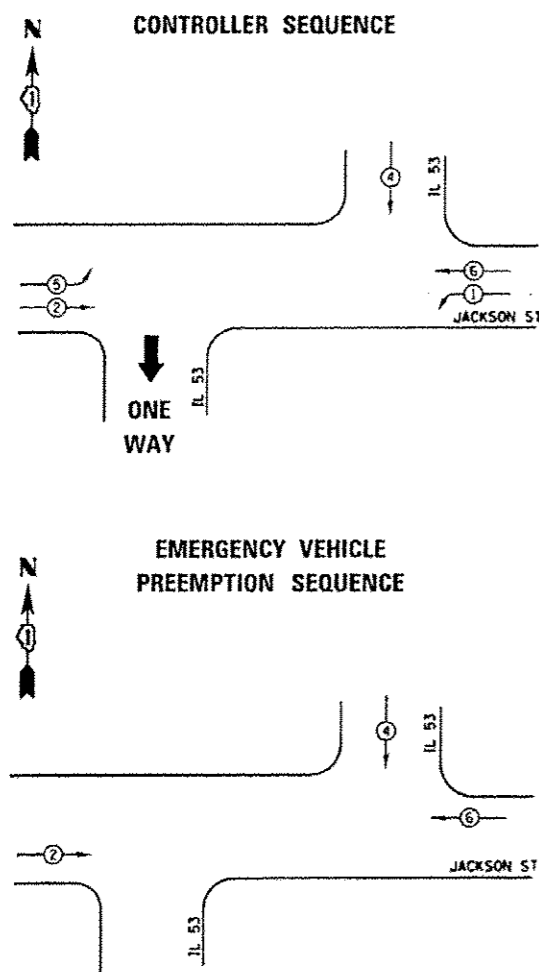 CONTROLLER SEQUENCE
N
1
4
IL 53
5
2
6
1
JACKSON ST
IL 53
ONE
WAY
EMERGENCY VEHICLE
PREEMPTION SEQUENCE
N
1
4
IL 53
6
2
JACKSON ST
IL 53